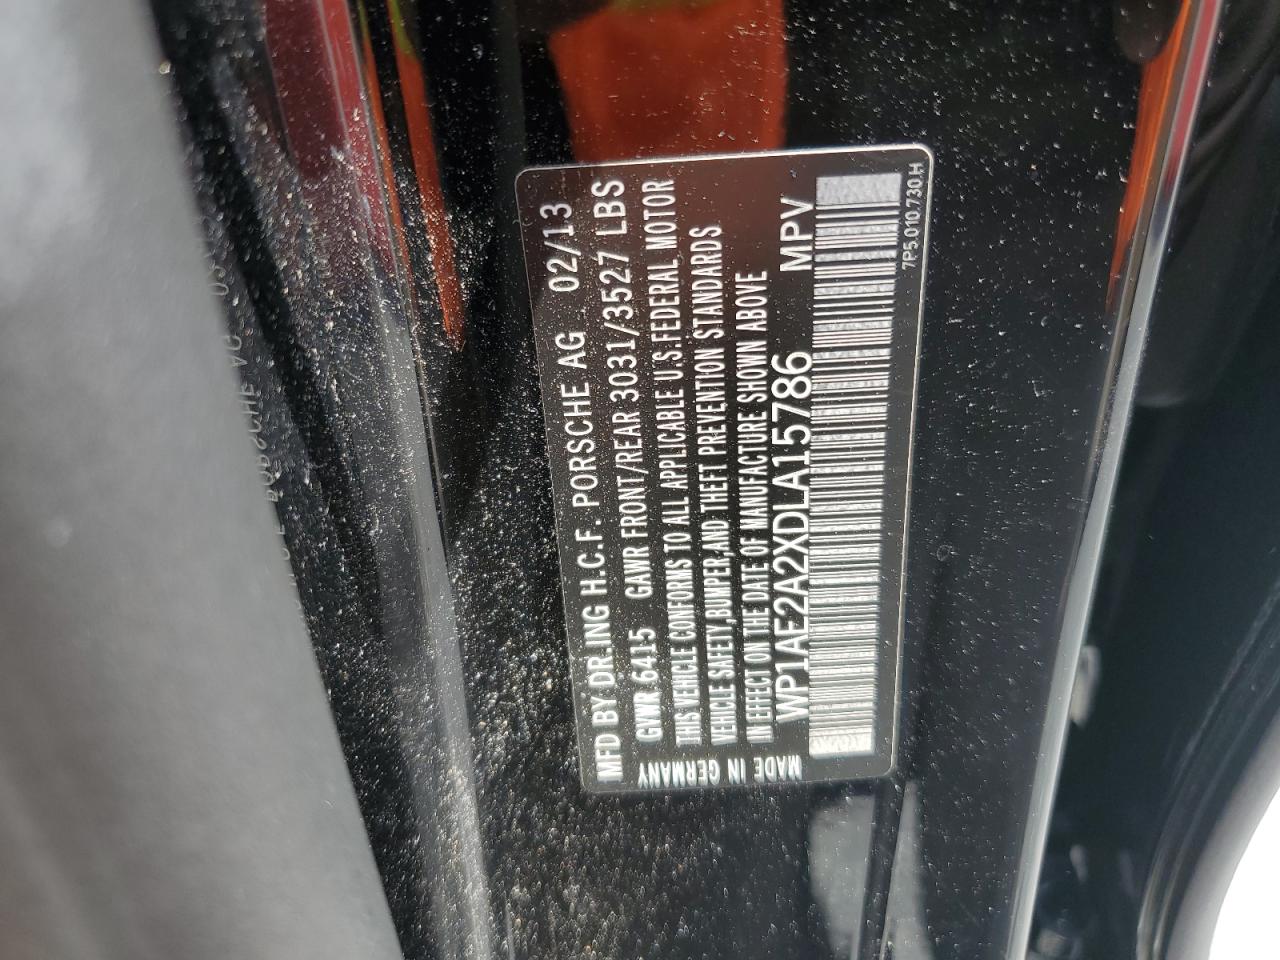 MFD BY DR.ING H.C.F. PORSCHE AG 02/13
GVWR 6415 GAWR FRONT/REAR 3031/3527 LBS
THIS VEHICLE CONFORMS TO ALL APPLICABLE U.S.FEDERAL MOTOR
VEHICLE SAFETY,BUMPER,AND THEFT PREVENTION STANDARDS
IN EFFECT ON THE DATE OF MANUFACTURE SHOWN ABOVE
WP1AE2A2XDLA15786 MPV
MADE IN GERMANY
7P5.010.730.H